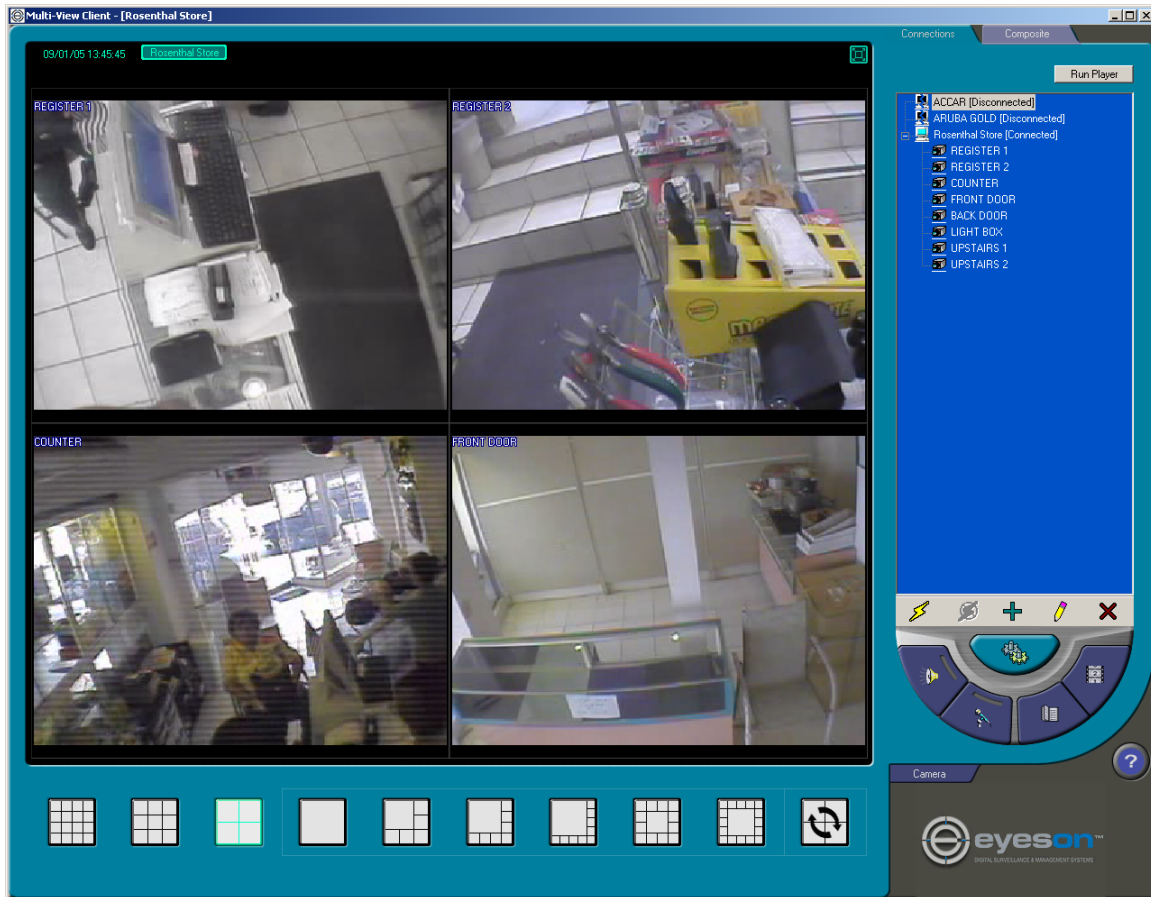 Multi-View Client - [Rosenthal Store]
Connections
Composite
09/01/05 13:45:45
Rosenthal Store
Run Player
REGISTER 1
REGISTER 2
COUNTER
FRONT DOOR
ACCAR [Disconnected]
ARUBA GOLD [Disconnected]
Rosenthal Store [Connected]
REGISTER 1
REGISTER 2
COUNTER
FRONT DOOR
BACK DOOR
LIGHT BOX
UPSTAIRS 1
UPSTAIRS 2
?
Camera
eyeson™
DIGITAL SURVEILLANCE & MANAGEMENT SYSTEMS